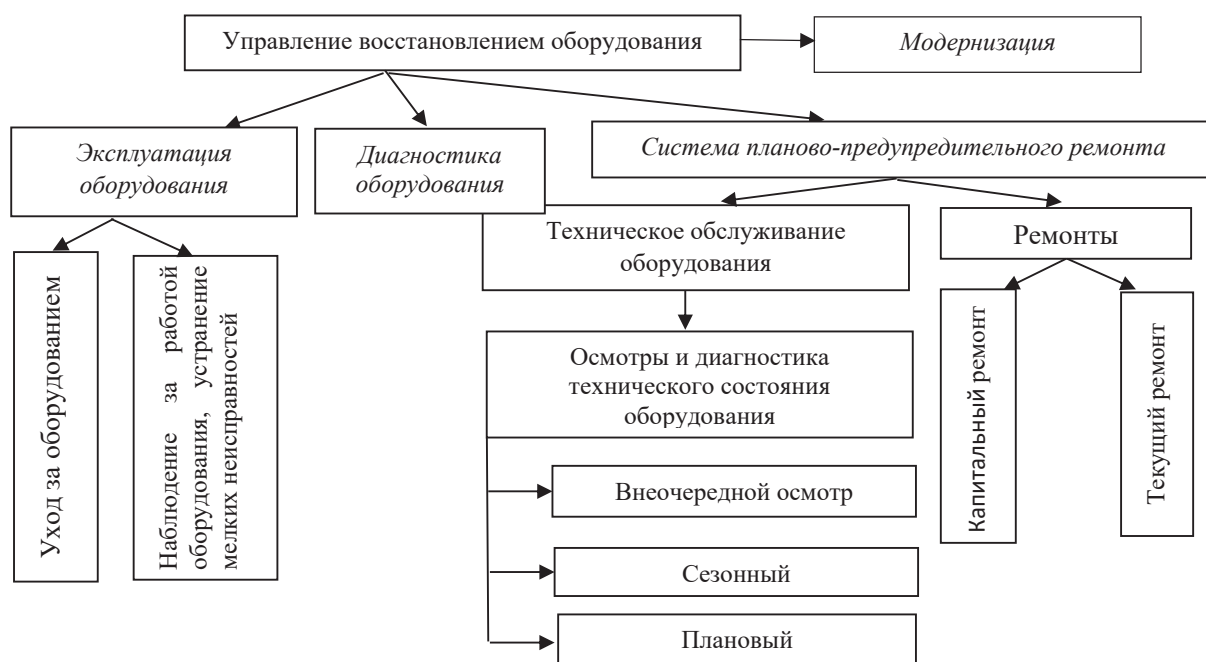 Управление восстановлением оборудования
Модернизация
Эксплуатация
оборудования
Диагностика
оборудования
Система планово-предупредительного ремонта
Техническое обслуживание
оборудования
Ремонты
Уход за оборудованием
Наблюдение за работой
оборудования, устранение
мелких неисправностей
Осмотры и диагностика
технического состояния
оборудования
Капитальный ремонт
Текущий ремонт
Внеочередной осмотр
Сезонный
Плановый